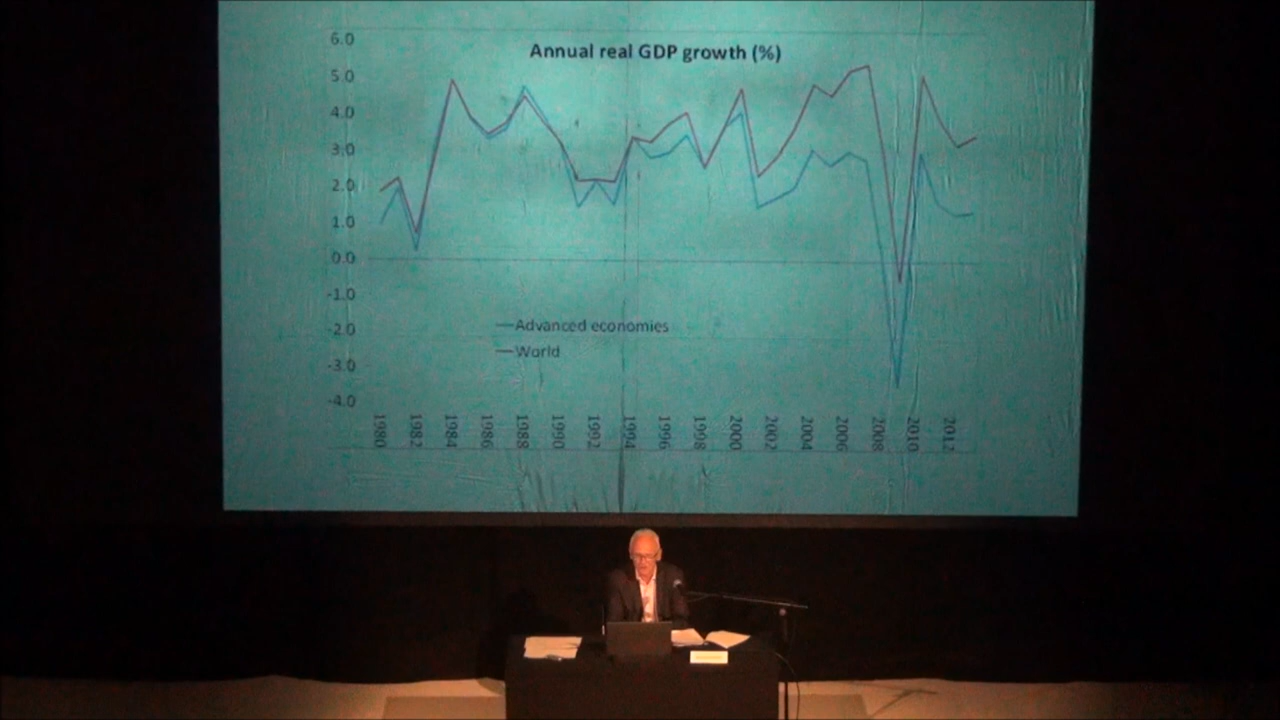 Annual real GDP growth (%)
6.0
5.0
4.0
3.0
2.0
1.0
0.0
-1.0
-2.0
-3.0
-4.0
Advanced economies
World
1980 1982 1984 1986 1988 1990 1992 1994 1996 1998 2000 2002 2004 2006 2008 2010 2012